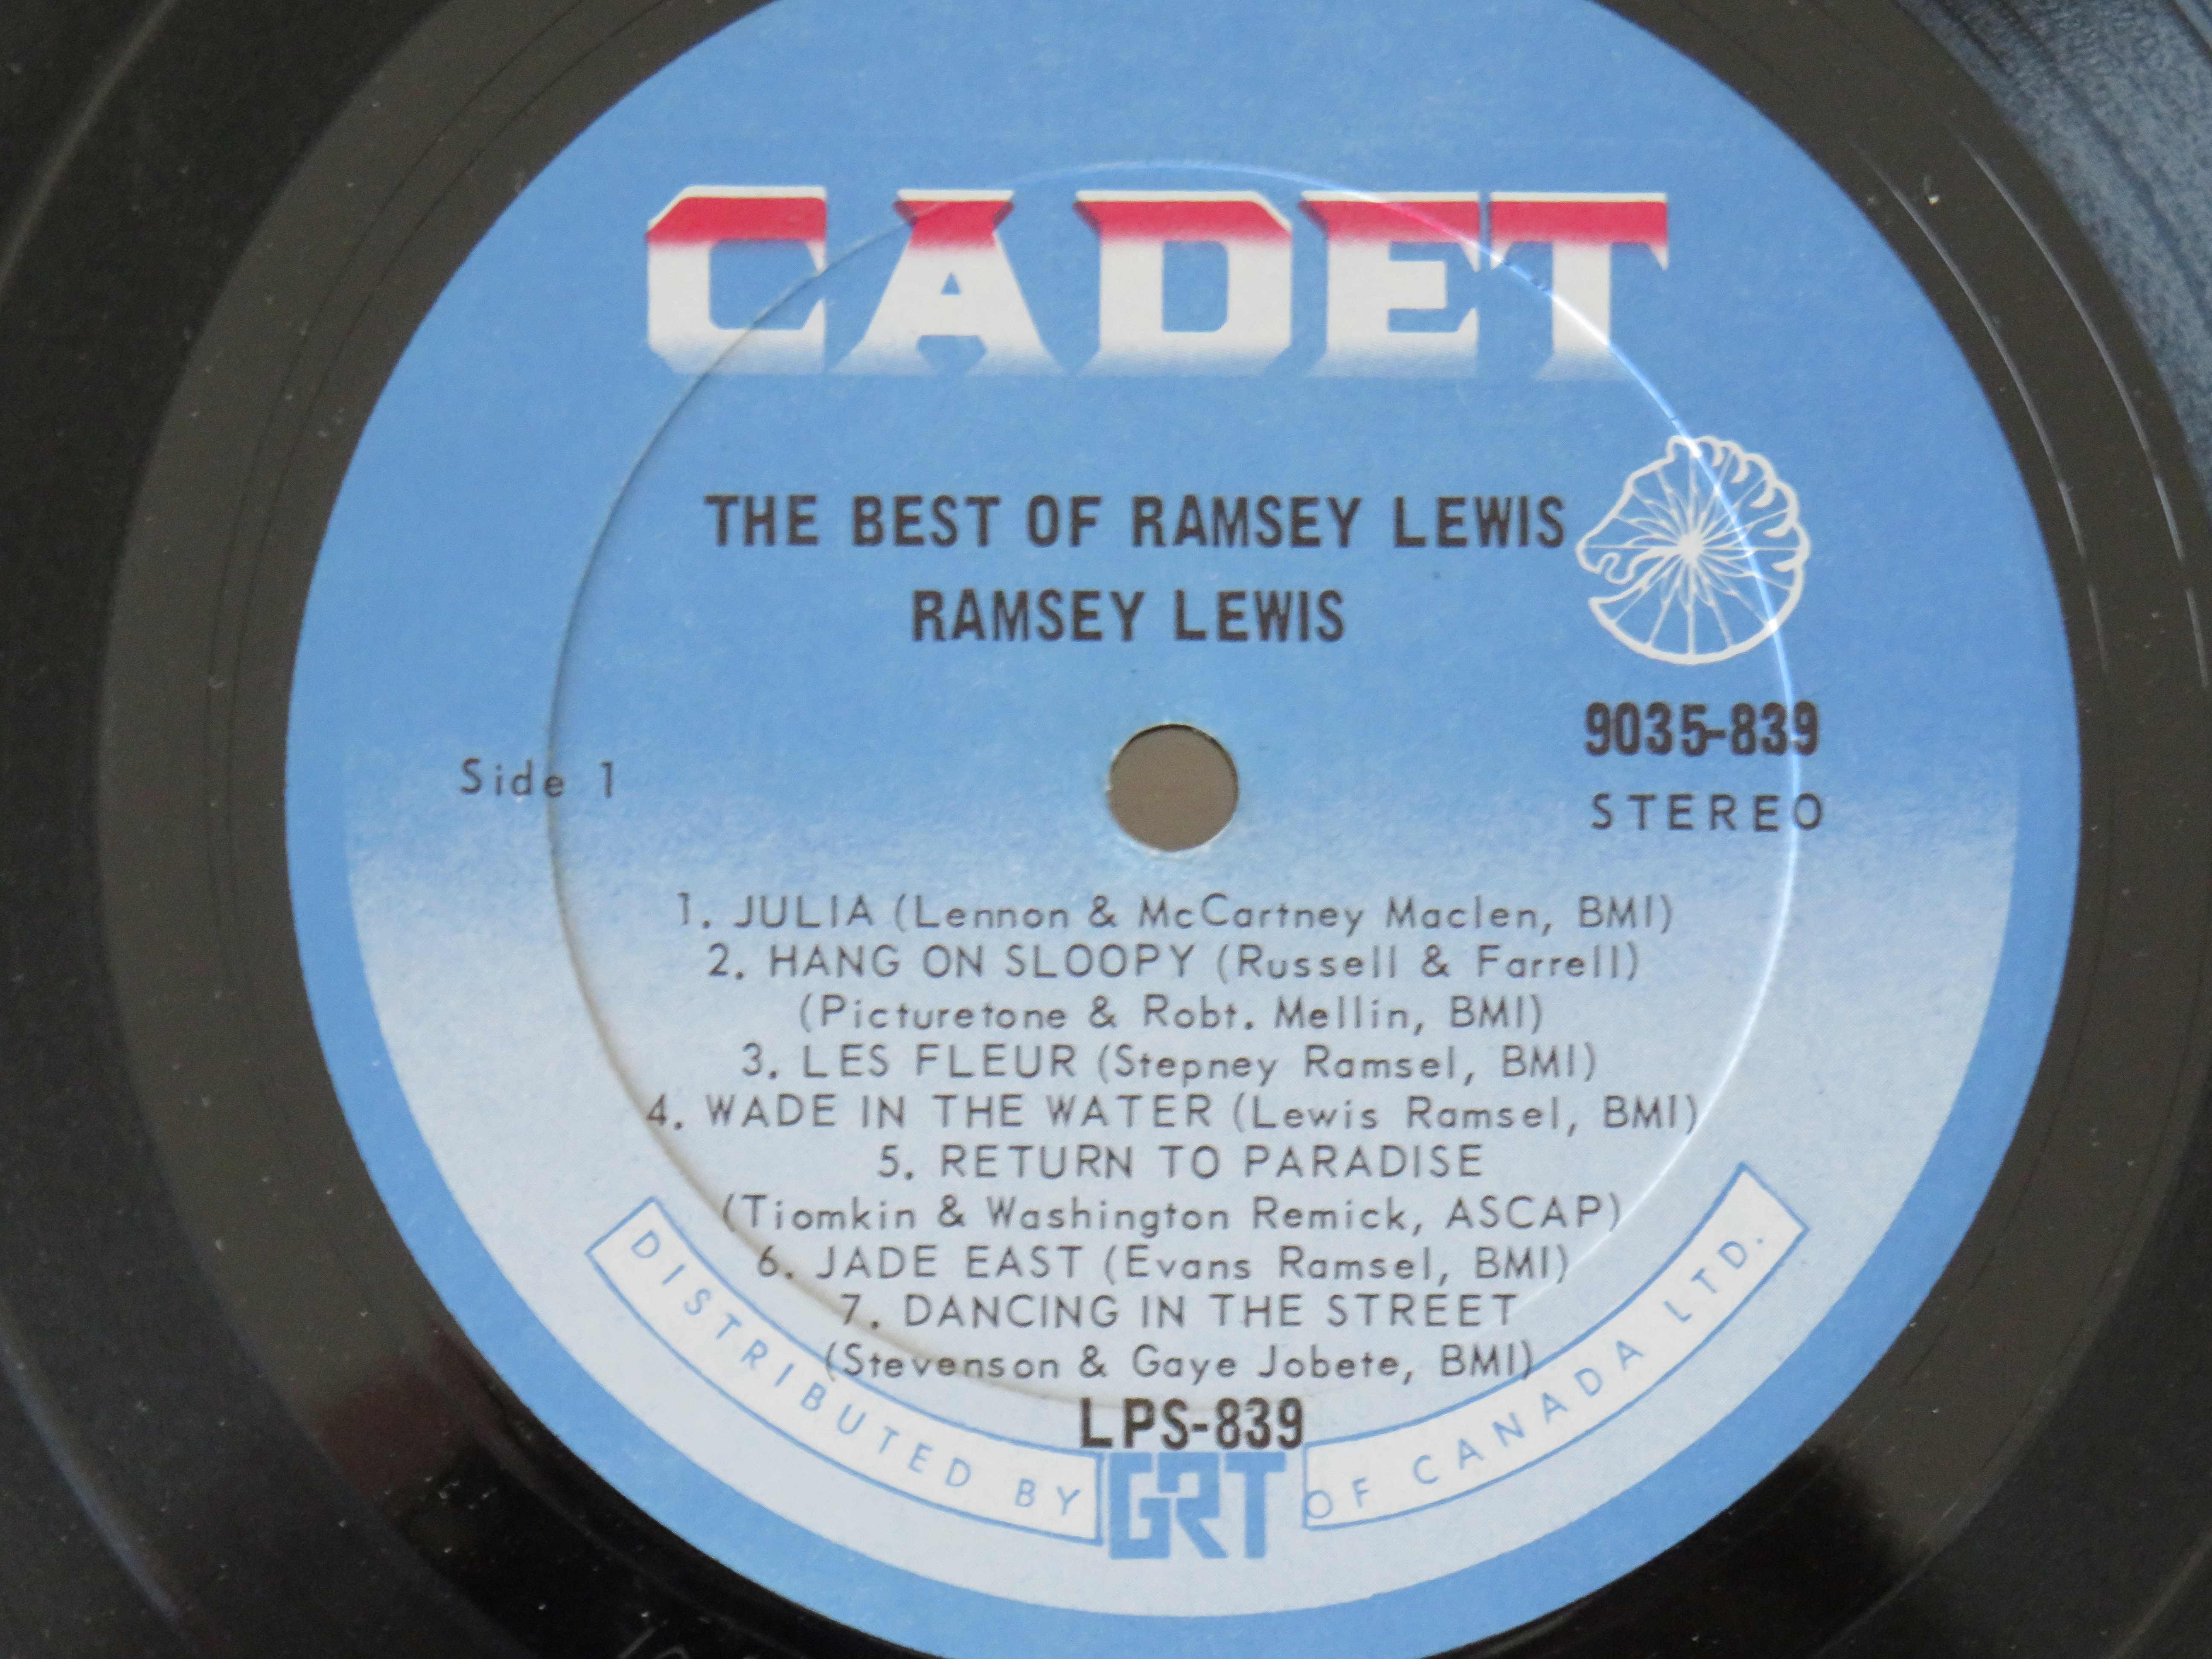 CADET
THE BEST OF RAMSEY LEWIS
RAMSEY LEWIS
9035-839
Side 1
STEREO
1. JULIA (Lennon & McCartney Maclen, BMI)
2. HANG ON SLOOPY (Russell & Farrell)
(Picturetone & Robt. Mellin, BMI)
3. LES FLEUR (Stepney Ramsel, BMI)
4. WADE IN THE WATER (Lewis Ramsel, BMI)
5. RETURN TO PARADISE
(Tiomkin & Washington Remick, ASCAP)
6. JADE EAST (Evans Ramsel, BMI)
7. DANCING IN THE STREET
(Stevenson & Gaye Jobete, BMI)
LPS-839
DISTRIBUTED BY GRT OF CANADA LTD.